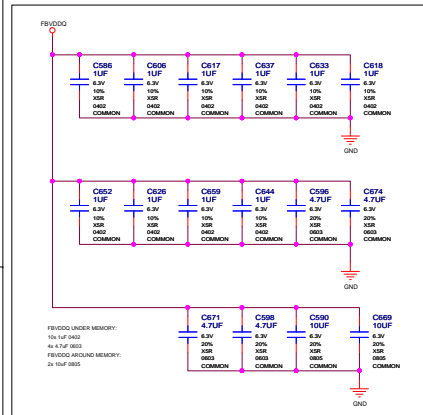 FBVDDQ
C586 C606 C617 C637 C633 C618
1UF 1UF 1UF 1UF 1UF 1UF
6.3V 6.3V 6.3V 6.3V 6.3V 6.3V
10% 10% 10% 10% 10% 10%
X5R X5R X5R X5R X5R X5R
0402 0402 0402 0402 0402 0402
COMMON COMMON COMMON COMMON COMMON COMMON
GND
C652 C626 C659 C644 C596 C674
1UF 1UF 1UF 1UF 4.7UF 4.7UF
6.3V 6.3V 6.3V 6.3V 6.3V 6.3V
10% 10% 10% 10% 20% 20%
X5R X5R X5R X5R X5R X5R
0402 0402 0402 0402 0603 0603
COMMON COMMON COMMON COMMON COMMON COMMON
GND
C671 C598 C590 C669
4.7UF 4.7UF 10UF 10UF
6.3V 6.3V 6.3V 6.3V
20% 20% 20% 20%
X5R X5R X5R X5R
0603 0603 0805 0805
COMMON COMMON COMMON COMMON
GND
FBVDDQ UNDER MEMORY:
10x 1uF 0402
4x 4.7uF 0603
FBVDDQ AROUND MEMORY:
2x 10uF 0805